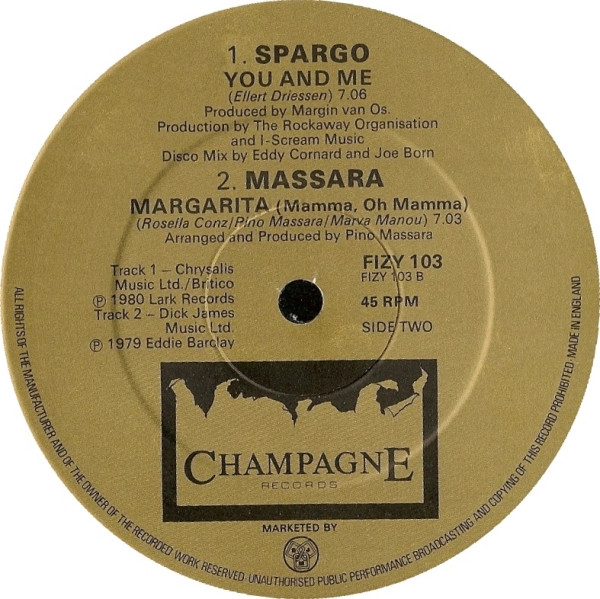 1. SPARGO
YOU AND ME
(Ellert Driessen) 7.06
Produced by Margin van Os.
Production by The Rockaway Organisation
and I-Scream Music
Disco Mix by Eddy Cornard and Joe Born
2. MASSARA
MARGARITA (Mamma, Oh Mamma)
(Rosella Conz/Pino Massara/Marva Manou) 7.03
Arranged and Produced by Pino Massara
Track 1 – Chrysalis
Music Ltd./Britico
℗ 1980 Lark Records
Track 2 – Dick James
Music Ltd.
℗ 1979 Eddie Barclay
FIZY 103
FIZY 103 B
45 RPM
SIDE TWO
CHAMPAGNE
RECORDS
MARKETED BY
ALL RIGHTS OF THE MANUFACTURER AND OF THE OWNER OF THE RECORDED WORK RESERVED·UNAUTHORISED PUBLIC PERFORMANCE BROADCASTING AND COPYING OF THIS RECORD PROHIBITED MADE IN ENGLAND